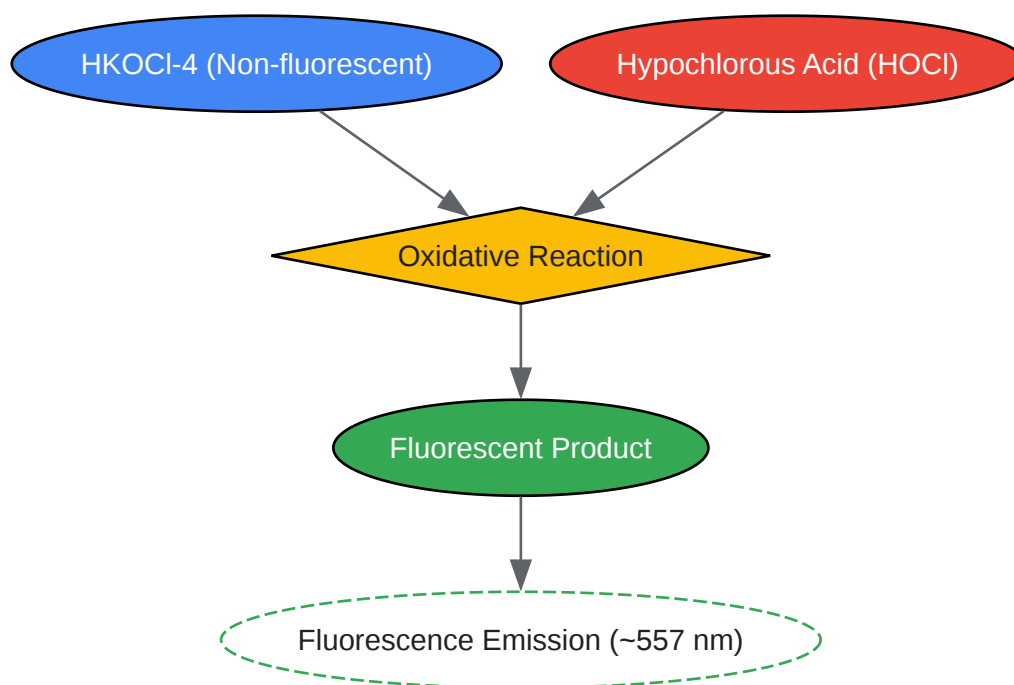 HKOCl-4 (Non-fluorescent)
Hypochlorous Acid (HOCl)
Oxidative Reaction
Fluorescent Product
Fluorescence Emission (~557 nm)